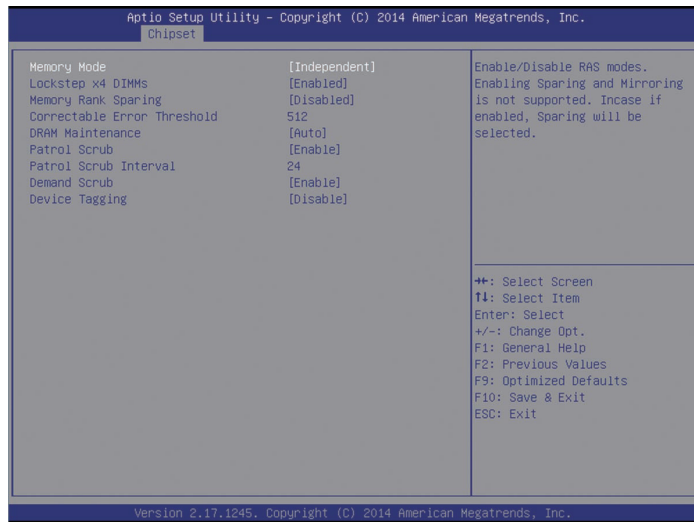 Aptio Setup Utility – Copyright (C) 2014 American Megatrends, Inc.
Chipset
Memory Mode [Independent]
Lockstep x4 DIMMs [Enabled]
Memory Rank Sparing [Disabled]
Correctable Error Threshold 512
DRAM Maintenance [Auto]
Patrol Scrub [Enable]
Patrol Scrub Interval 24
Demand Scrub [Enable]
Device Tagging [Disable]
Enable/Disable RAS modes.
Enabling Sparing and Mirroring
is not supported. Incase if
enabled, Sparing will be
selected.
→←: Select Screen
↑↓: Select Item
Enter: Select
+/-: Change Opt.
F1: General Help
F2: Previous Values
F9: Optimized Defaults
F10: Save & Exit
ESC: Exit
Version 2.17.1245. Copyright (C) 2014 American Megatrends, Inc.